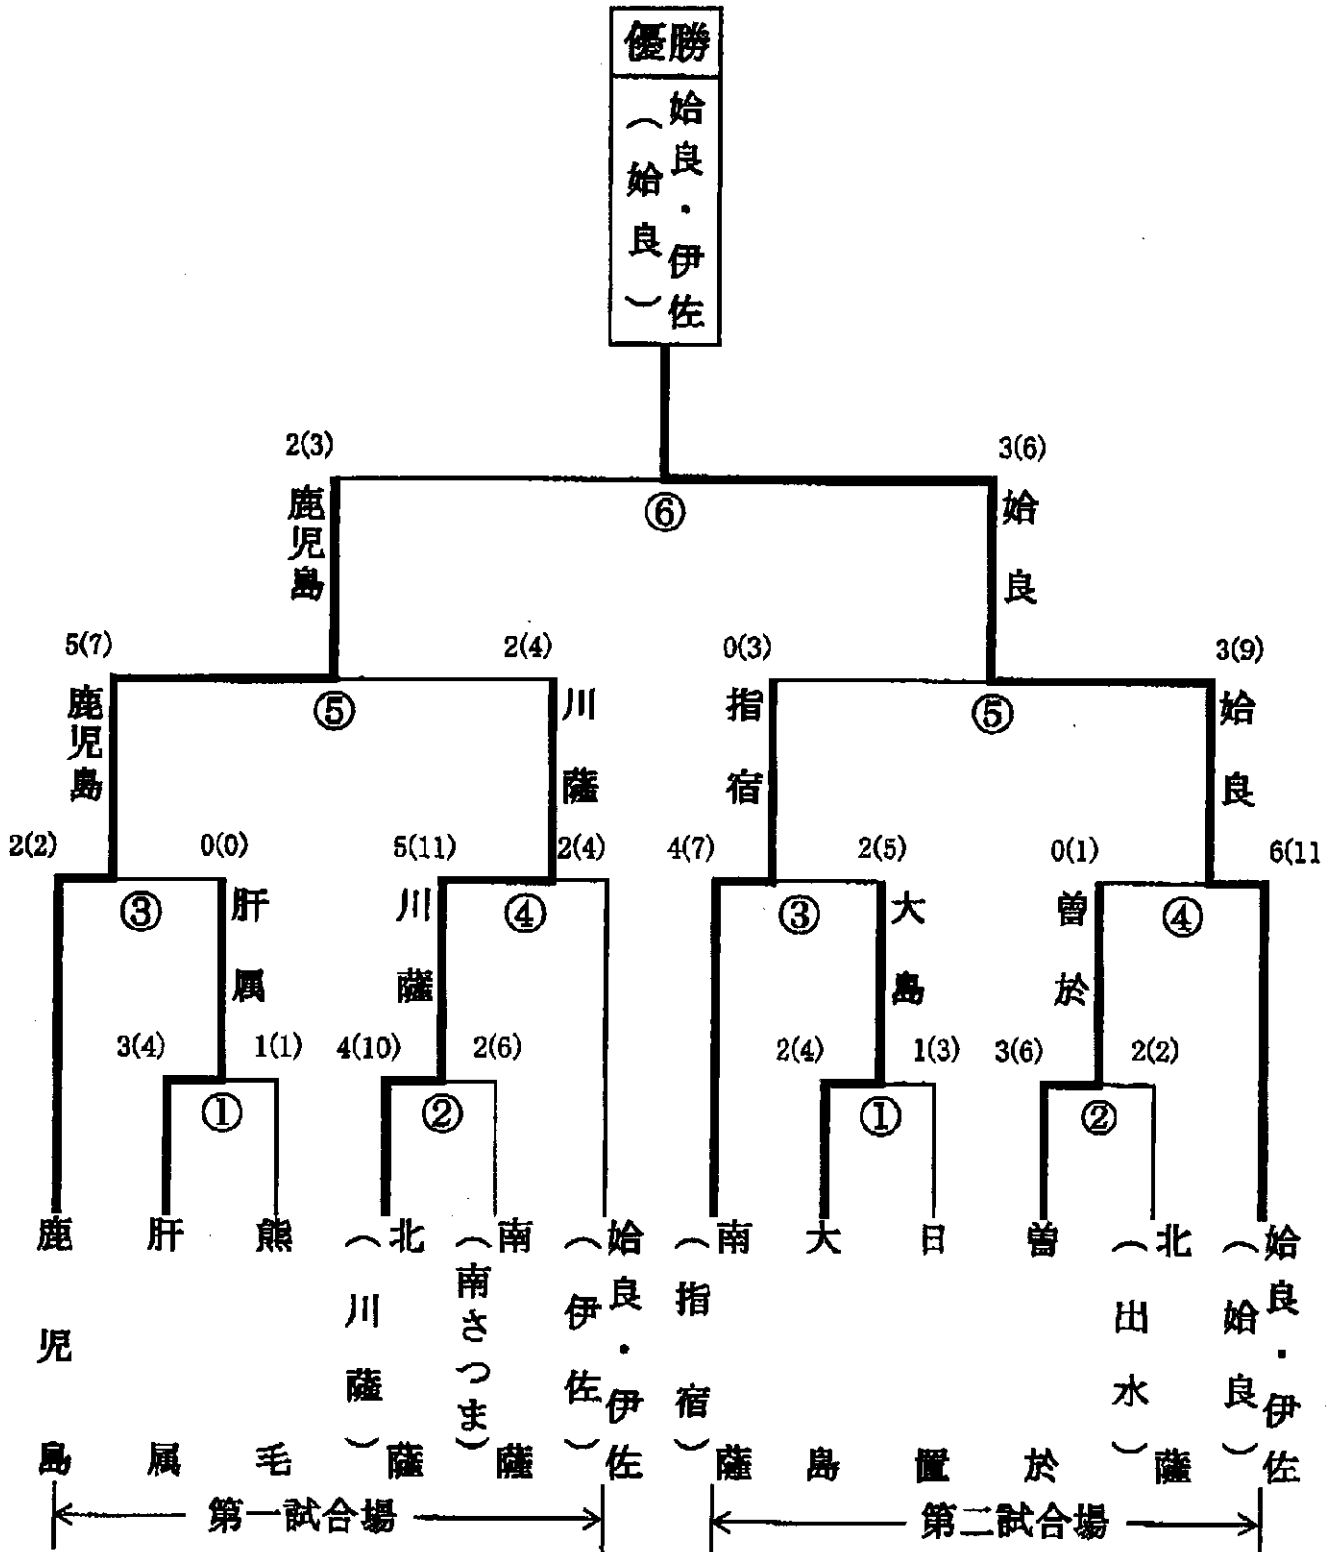 優勝
姶良・伊佐
（姶良）
2(3)
3(6)
鹿児島
⑥
姶良
5(7)
2(4)
0(3)
3(9)
鹿児島
⑤
川薩
指宿
⑤
姶良
2(2)
0(0)
5(11)
2(4)
4(7)
2(5)
0(1)
6(11
③
肝属
川薩
④
③
大島
曽於
④
3(4)
1(1)
4(10)
2(6)
2(4)
1(3)
3(6)
2(2)
①
②
①
②
鹿児島
肝属
熊毛
北薩
（川薩）
南薩
（南さつま）
姶良・伊佐
（伊佐）
南薩
（指宿）
大島
日置
曽於
北薩
（出水）
姶良・伊佐
（姶良）
第一試合場
第二試合場